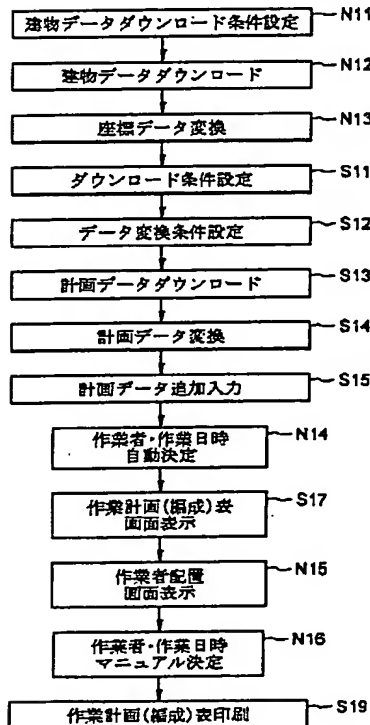 建物データダウンロード条件設定 N11
建物データダウンロード N12
座標データ変換 N13
ダウンロード条件設定 S11
データ変換条件設定 S12
計画データダウンロード S13
計画データ変換 S14
計画データ追加入力 S15
作業者・作業日時 N14
自動決定
作業計画(編成)表 S17
画面表示
作業者配置 N15
画面表示
作業者・作業日時 N16
マニュアル決定
作業計画(編成)表印刷 S19